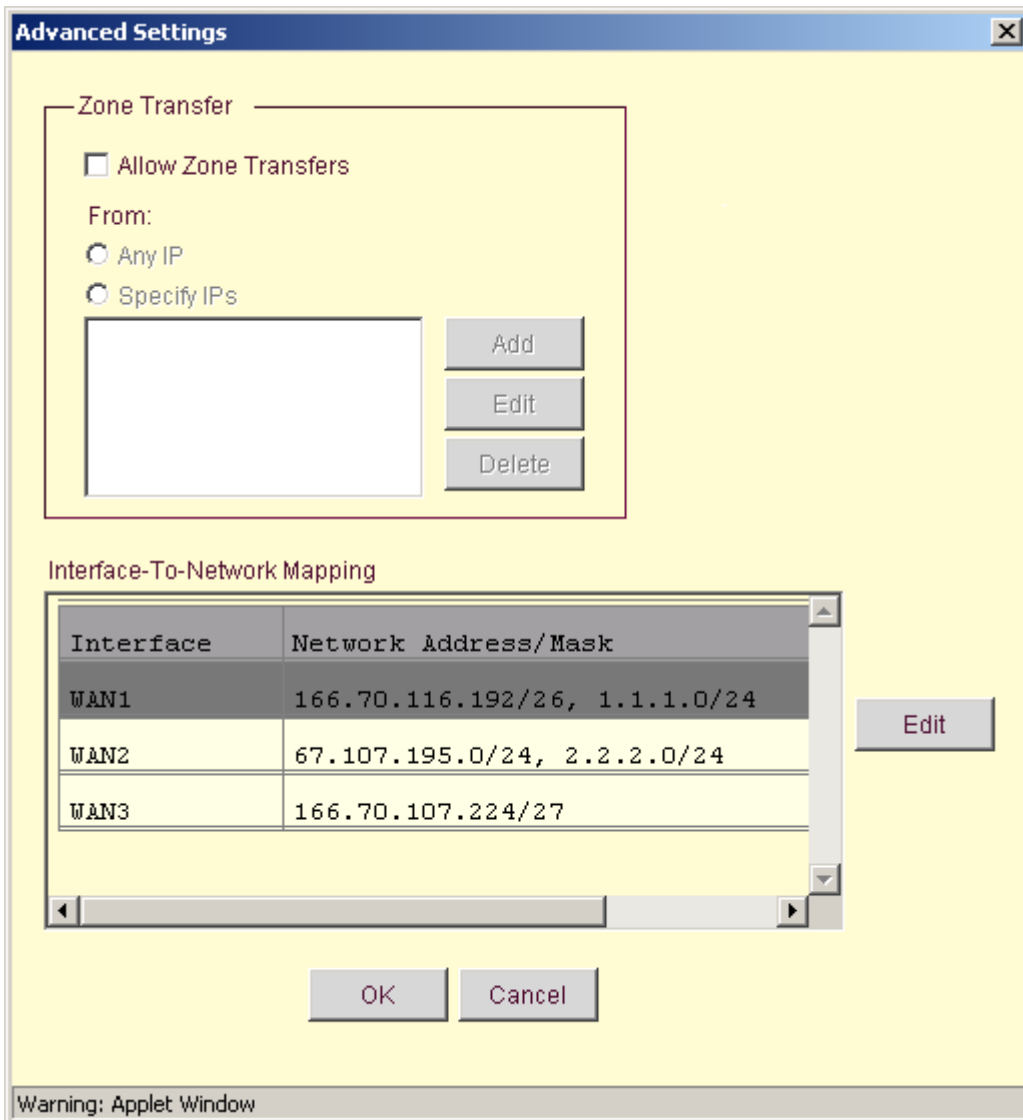 Advanced Settings
Zone Transfer
Allow Zone Transfers
From:
Any IP
Specify IPs
Add
Edit
Delete
Interface-To-Network Mapping
Interface Network Address/Mask
WAN1 166.70.116.192/26, 1.1.1.0/24
Edit
WAN2 67.107.195.0/24, 2.2.2.0/24
WAN3 166.70.107.224/27
OK Cancel
Warning: Applet Window